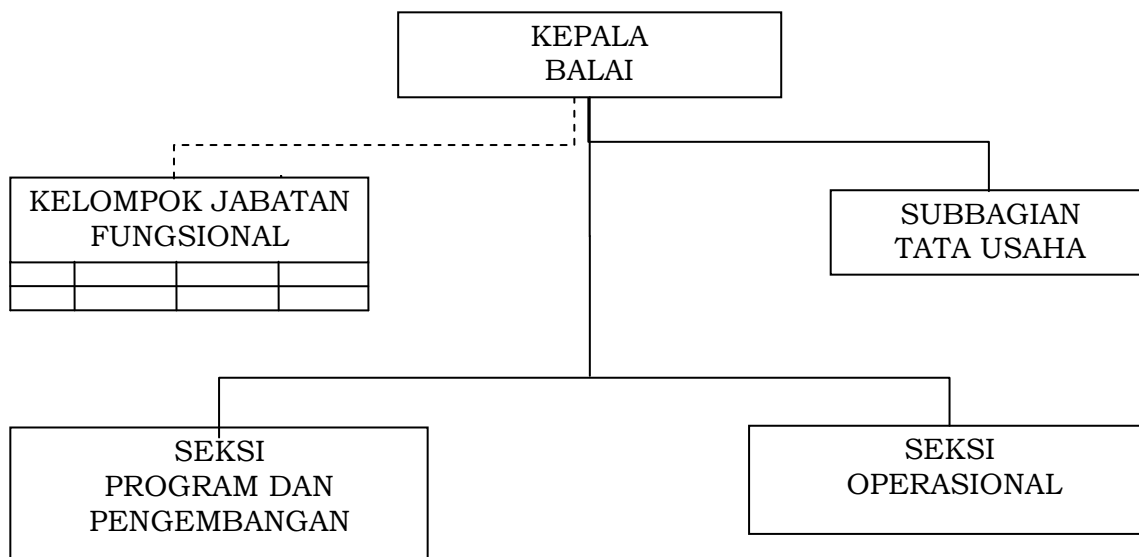 KEPALA
BALAI
KELOMPOK JABATAN
FUNGSIONAL
SUBBAGIAN
TATA USAHA
SEKSI
PROGRAM DAN
PENGEMBANGAN
SEKSI
OPERASIONAL